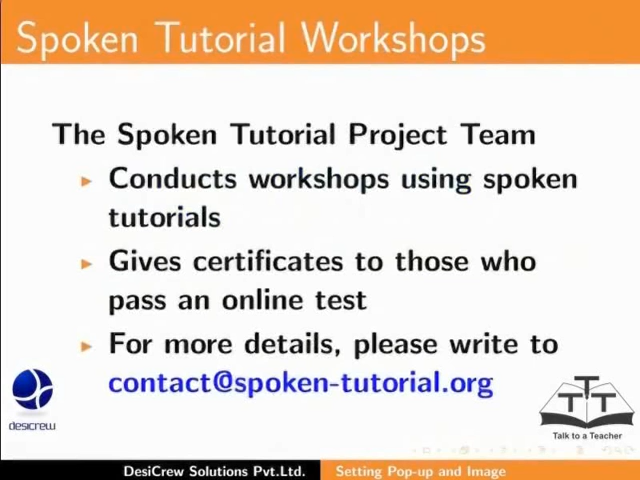 Spoken Tutorial Workshops
The Spoken Tutorial Project Team
Conducts workshops using spoken
tutorials
Gives certificates to those who
pass an online test
For more details, please write to
contact@spoken-tutorial.org
desicrew
TTT
Talk to a Teacher
DesiCrew Solutions Pvt.Ltd. Setting Pop-up and Image